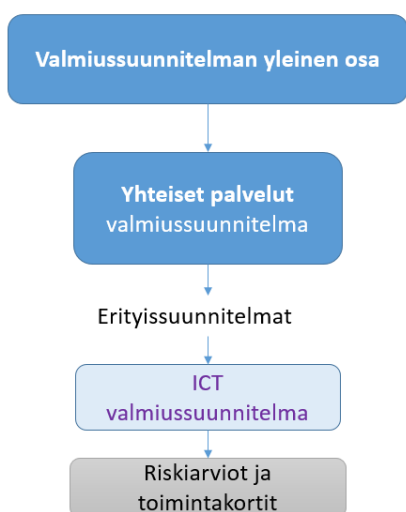 Valmiussuunnitelman yleinen osa
Yhteiset palvelut
valmiussuunnitelma
Erityissuunnitelmat
ICT
valmiussuunnitelma
Riskiarviot ja
toimintakortit